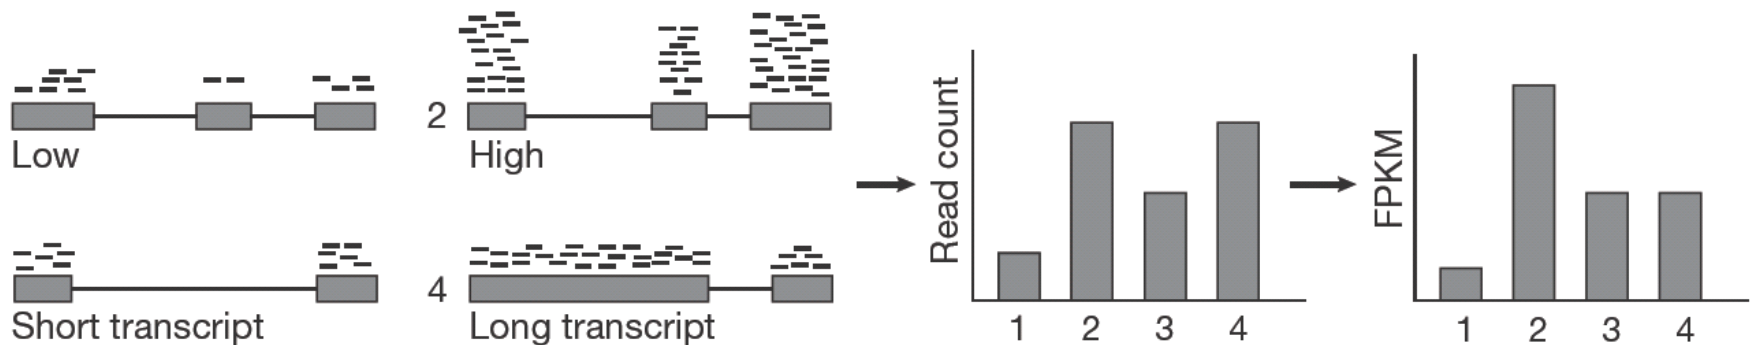 2
Low
High
Short transcript
4
Long transcript
Read count
1 2 3 4
FPKM
1 2 3 4